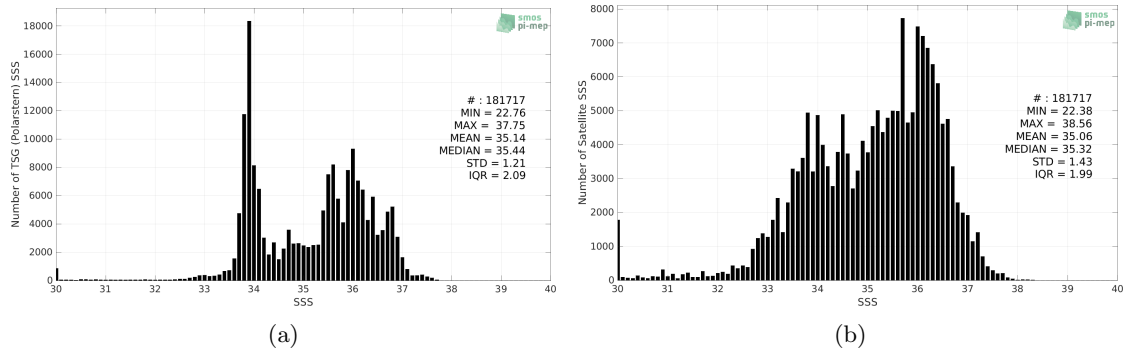 18000
16000
14000
12000
10000
8000
6000
4000
2000
0
30 31 32 33 34 35 36 37 38 39 40
SSS
Number of TSG (Polarstern) SSS
smos
pi-mep
# : 181717
MIN = 22.76
MAX = 37.75
MEAN = 35.14
MEDIAN = 35.44
STD = 1.21
IQR = 2.09
(a)
8000
7000
6000
5000
4000
3000
2000
1000
0
30 31 32 33 34 35 36 37 38 39 40
SSS
Number of Satellite SSS
smos
pi-mep
# : 181717
MIN = 22.38
MAX = 38.56
MEAN = 35.06
MEDIAN = 35.32
STD = 1.43
IQR = 1.99
(b)